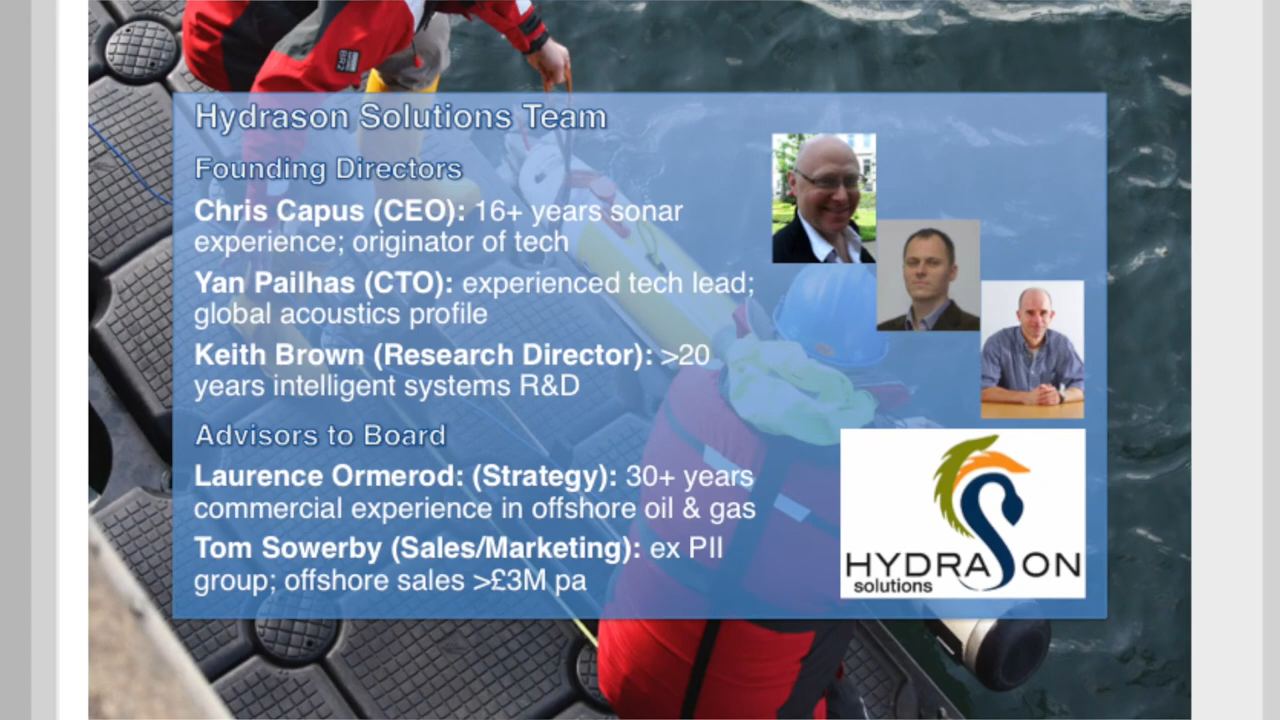 Hydrason Solutions Team
Founding Directors
Chris Capus (CEO): 16+ years sonar
experience; originator of tech
Yan Pailhas (CTO): experienced tech lead;
global acoustics profile
Keith Brown (Research Director): >20
years intelligent systems R&D
Advisors to Board
Laurence Ormerod: (Strategy): 30+ years
commercial experience in offshore oil & gas
Tom Sowerby (Sales/Marketing): ex PII
group; offshore sales >£3M pa
HYDRASON
solutions